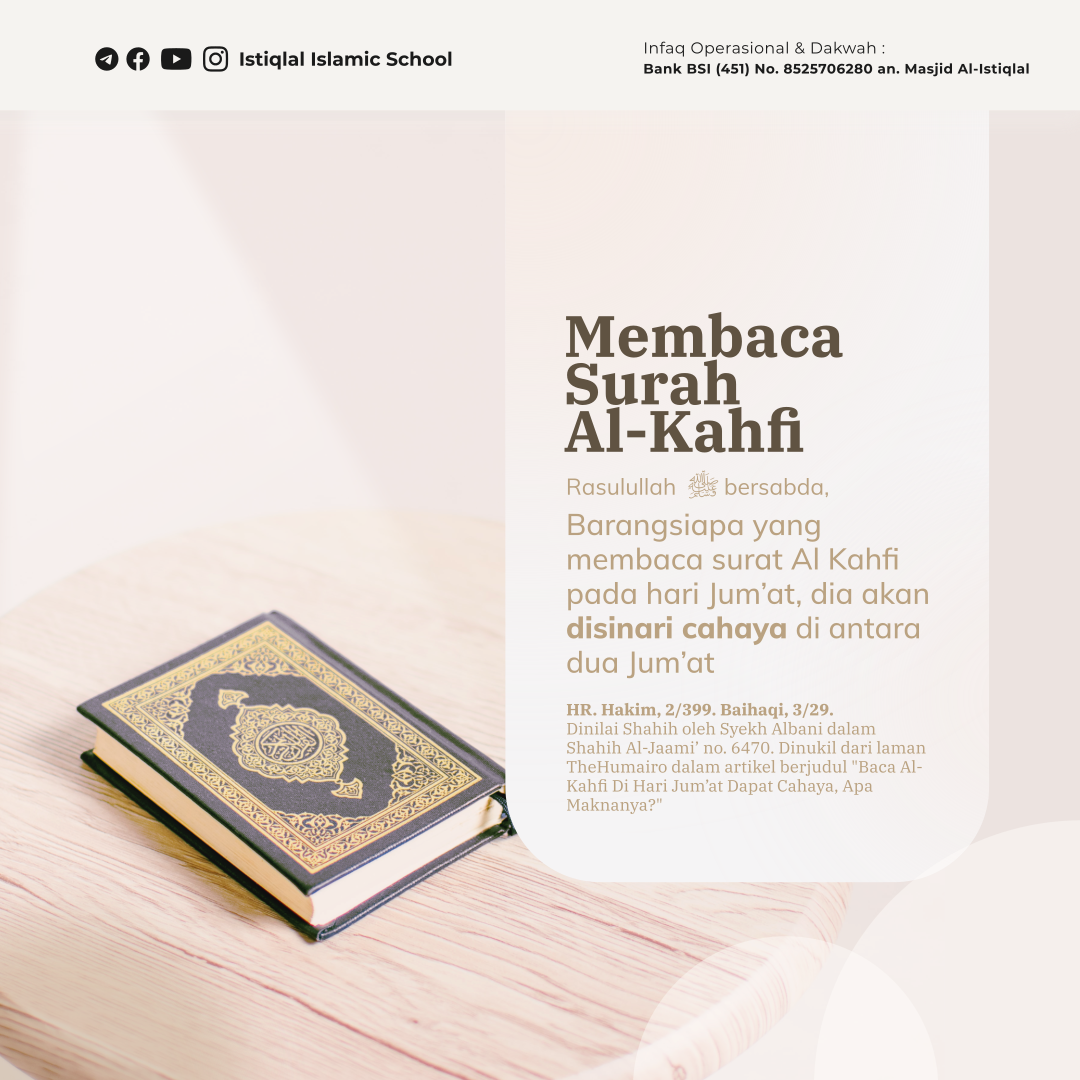 Istiqlal Islamic School
Infaq Operasional & Dakwah :
Bank BSI (451) No. 8525706280 an. Masjid Al-Istiqlal
Membaca
Surah
Al-Kahfi
Rasulullah ﷺ bersabda,
Barangsiapa yang
membaca surat Al Kahfi
pada hari Jum’at, dia akan
disinari cahaya di antara
dua Jum’at
HR. Hakim, 2/399. Baihaqi, 3/29.
Dinilai Shahih oleh Syekh Albani dalam
Shahih Al-Jaami’ no. 6470. Dinukil dari laman
TheHumairo dalam artikel berjudul "Baca Al-
Kahfi Di Hari Jum’at Dapat Cahaya, Apa
Maknanya?"